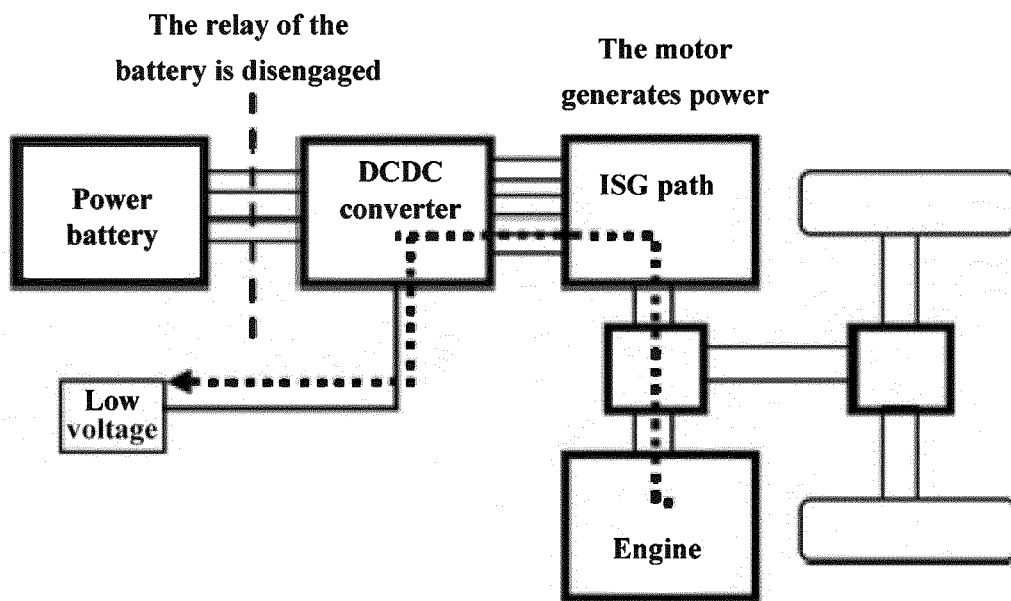 The relay of the
battery is disengaged
The motor
generates power
Power
battery
DCDC
converter
ISG path
Low
voltage
Engine